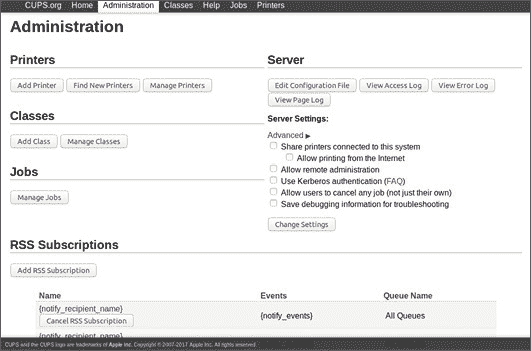 CUPS.org Home Administration Classes Help Jobs Printers
Administration
Printers
Add Printer Find New Printers Manage Printers
Classes
Add Class Manage Classes
Jobs
Manage Jobs
Server
Edit Configuration File View Access Log View Error Log
View Page Log
Server Settings:
Advanced ▶
Share printers connected to this system
Allow printing from the Internet
Allow remote administration
Use Kerberos authentication (FAQ)
Allow users to cancel any job (not just their own)
Save debugging information for troubleshooting
Change Settings
RSS Subscriptions
Add RSS Subscription
Name Events Queue Name
{notify_recipient_name}
Cancel RSS Subscription
{notify_events} All Queues
{notify_recipient_name}
CUPS and the CUPS logo are trademarks of Apple Inc. Copyright © 2007-2017 Apple Inc. All rights reserved.